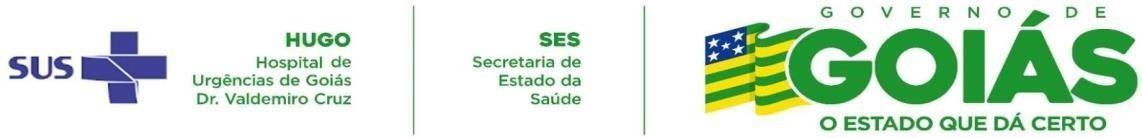 SUS
HUGO
Hospital de
Urgências de Goiás
Dr. Valdemiro Cruz
SES
Secretaria de
Estado da
Saúde
GOVERNO DE
GOIÁS
O ESTADO QUE DÁ CERTO